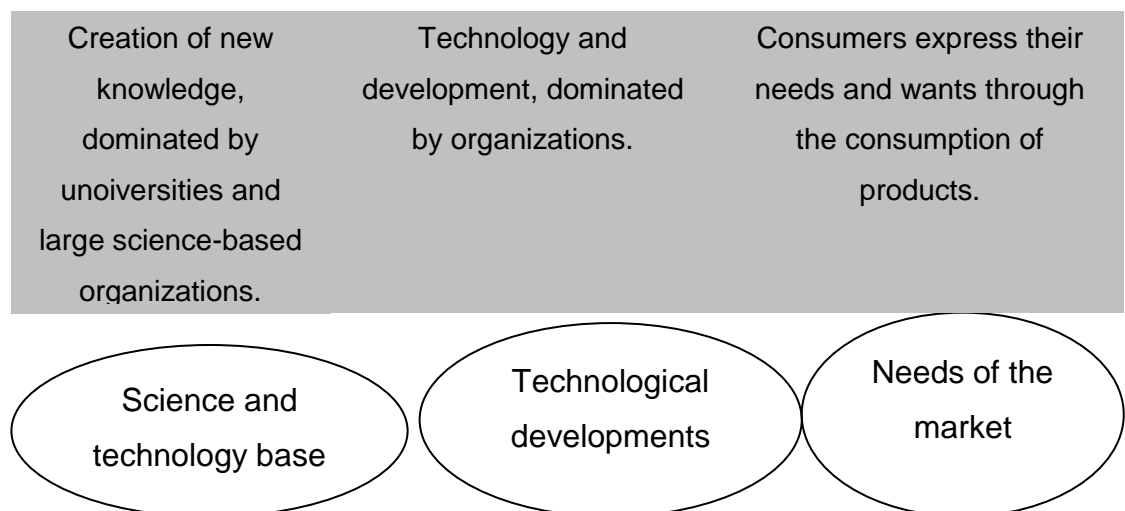 Creation of new
knowledge,
dominated by
unoiversities and
large science-based
organizations.
Technology and
development, dominated
by organizations.
Consumers express their
needs and wants through
the consumption of
products.
Science and
technology base
Technological
developments
Needs of the
market